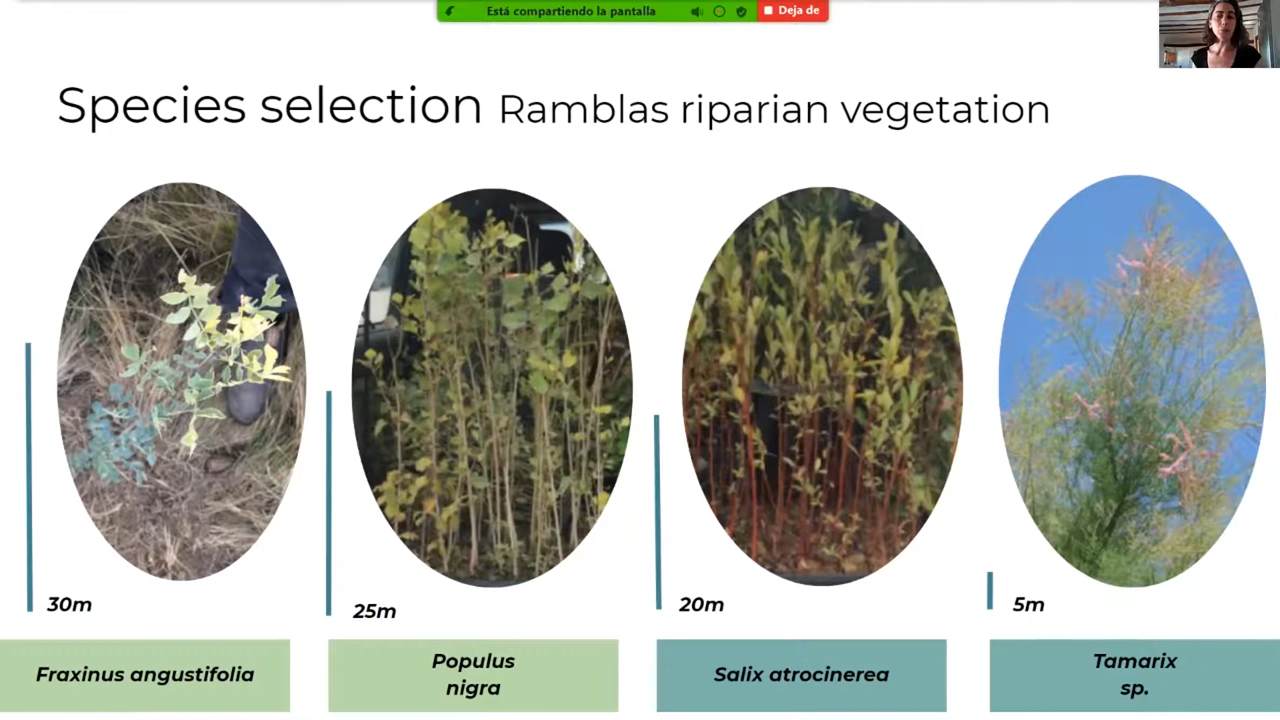 Está compartiendo la pantalla
Deja de
Species selection Ramblas riparian vegetation
30m
25m
20m
5m
Fraxinus angustifolia
Populus
nigra
Salix atrocinerea
Tamarix
sp.